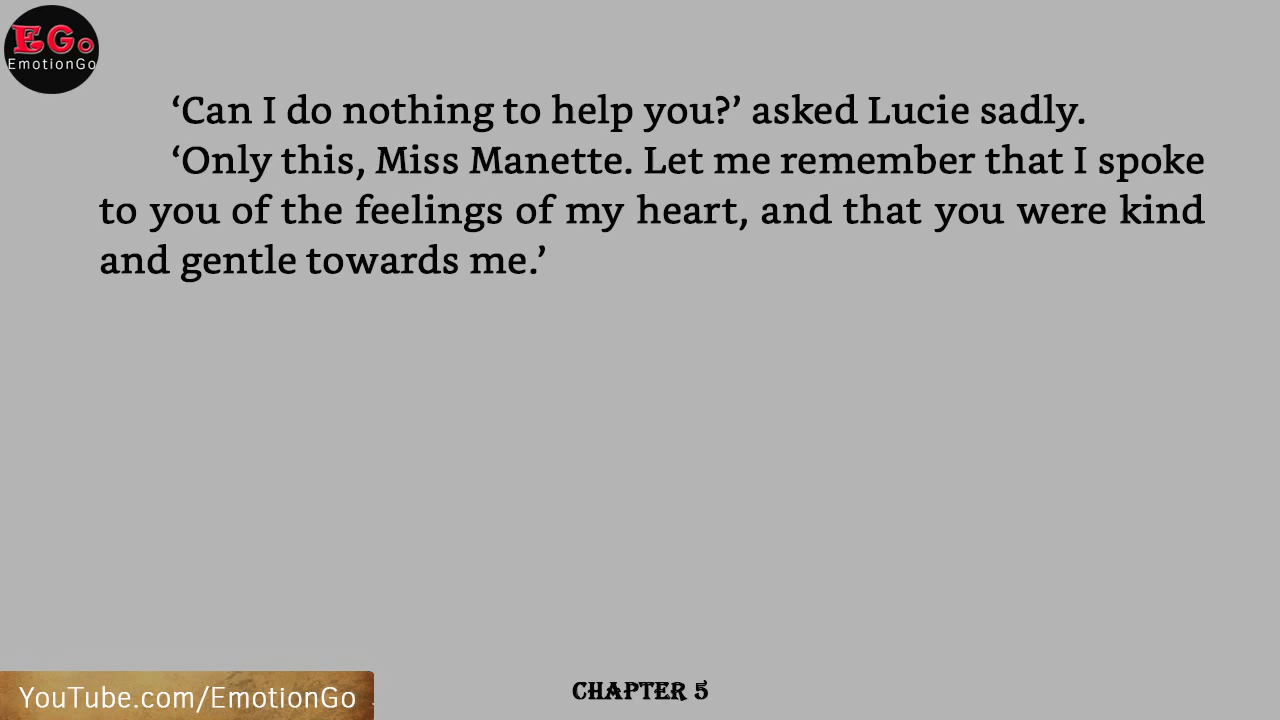 EGo
EmotionGo
‘Can I do nothing to help you?’ asked Lucie sadly.
‘Only this, Miss Manette. Let me remember that I spoke
to you of the feelings of my heart, and that you were kind
and gentle towards me.’
YouTube.com/EmotionGo
CHAPTER 5